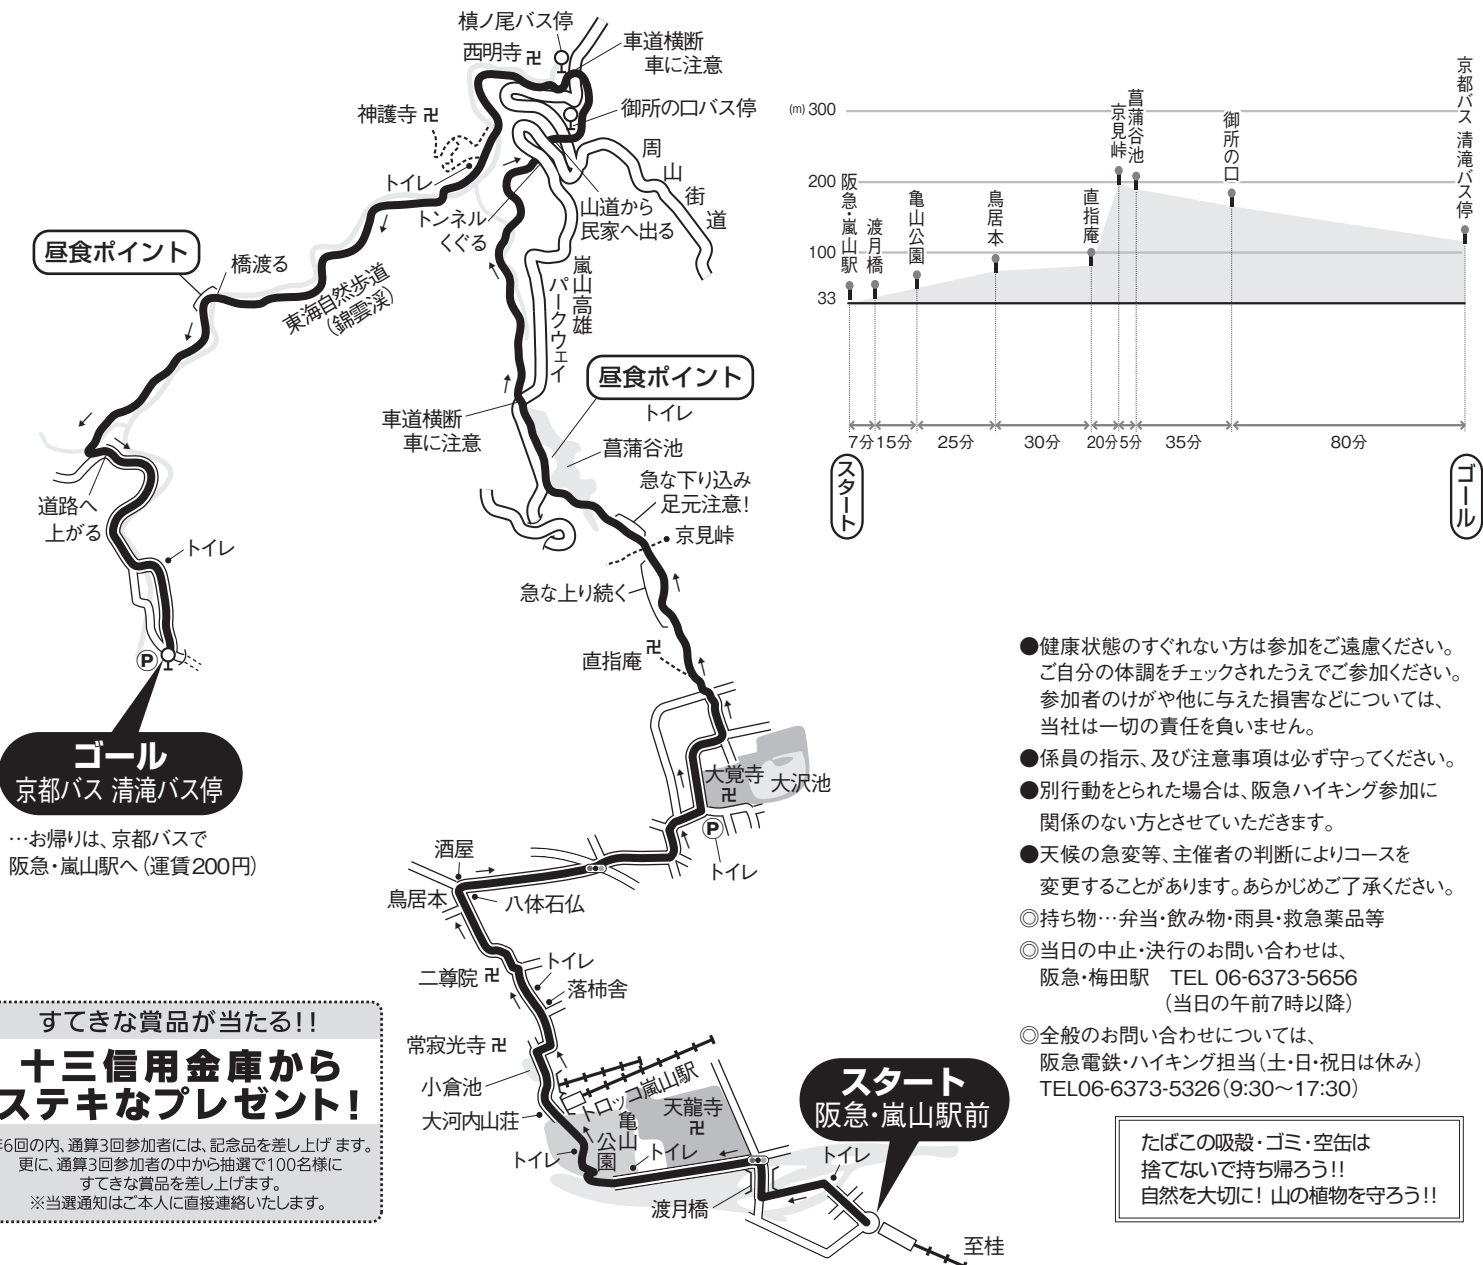 槙ノ尾バス停
西明寺
車道横断
車に注意
神護寺
御所の口バス停
周山街道
トイレ
トンネル
くぐる
山道から
民家へ出る
昼食ポイント
橋渡る
東海自然歩道
(錦雲渓)
嵐山高雄
パークウェイ
昼食ポイント
トイレ
車道横断
車に注意
菖蒲谷池
急な下り込み
足元注意!
京見峠
道路へ
上がる
トイレ
急な上り続く
直指庵
P
ゴール
京都バス 清滝バス停
…お帰りは、京都バスで
阪急・嵐山駅へ(運賃200円)
大覚寺
大沢池
P
トイレ
酒屋
鳥居本
八体石仏
二尊院
トイレ
落柿舎
常寂光寺
小倉池
トロッコ嵐山駅
大河内山荘
亀山
公園
天龍寺
トイレ
トイレ
渡月橋
トイレ
スタート
阪急・嵐山駅前
至桂
(m) 300
200
100
33
阪急・嵐山駅
渡月橋
亀山公園
鳥居本
直指庵
京見峠
菖蒲谷池
御所の口
京都バス 清滝バス停
7分 15分 25分 30分 20分 5分 35分 80分
スタート
ゴール
●健康状態のすぐれない方は参加をご遠慮ください。
ご自分の体調をチェックされたうえでご参加ください。
参加者のけがや他に与えた損害などについては、
当社は一切の責任を負いません。
●係員の指示、及び注意事項は必ず守ってください。
●別行動をとられた場合は、阪急ハイキング参加に
関係のない方とさせていただきます。
●天候の急変等、主催者の判断によりコースを
変更することがあります。あらかじめご了承ください。
◎持ち物…弁当・飲み物・雨具・救急薬品等
◎当日の中止・決行のお問い合わせは、
阪急・梅田駅 TEL 06-6373-5656
(当日の午前7時以降)
◎全般のお問い合わせについては、
阪急電鉄・ハイキング担当(土・日・祝日は休み)
TEL06-6373-5326(9:30〜17:30)
たばこの吸殻・ゴミ・空缶は
捨てないで持ち帰ろう!!
自然を大切に! 山の植物を守ろう!!
すてきな賞品が当たる!!
十三信用金庫から
ステキなプレゼント!
6回の内、通算3回参加者には、記念品を差し上げます。
更に、通算3回参加者の中から抽選で100名様に
すてきな賞品を差し上げます。
※当選通知はご本人に直接連絡いたします。